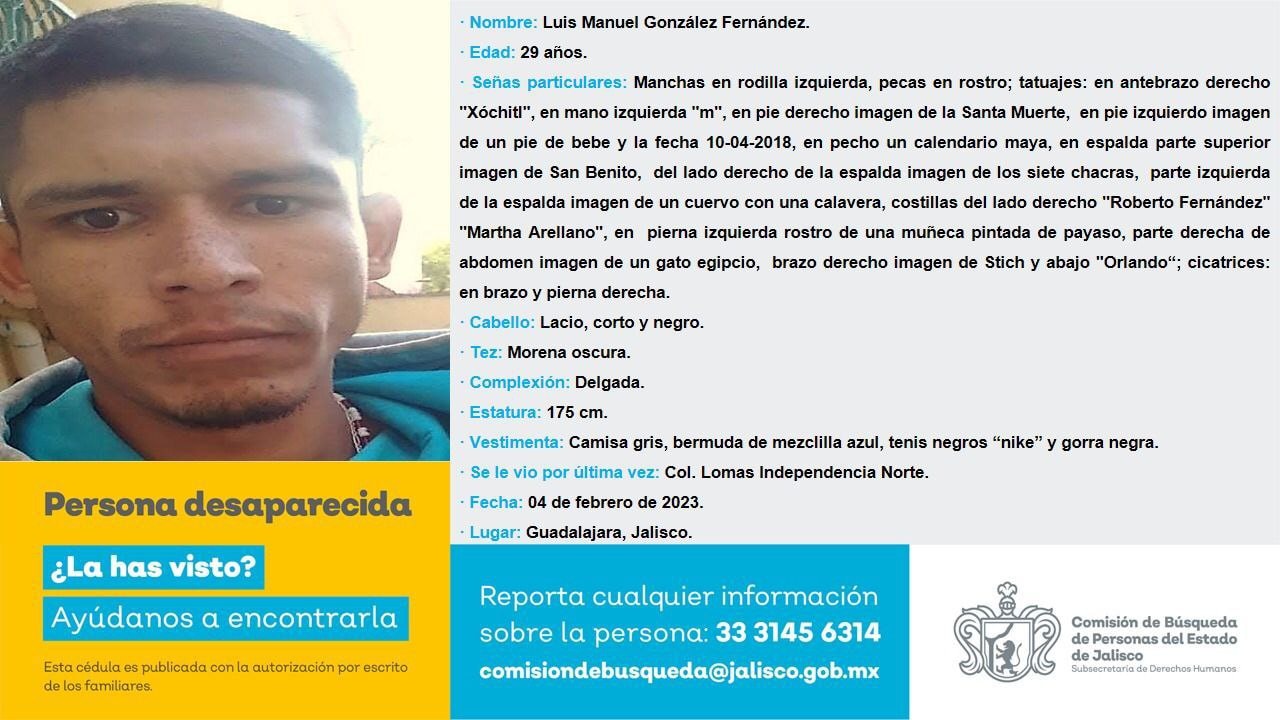 · Nombre: Luis Manuel González Fernández.
· Edad: 29 años.
· Señas particulares: Manchas en rodilla izquierda, pecas en rostro; tatuajes: en antebrazo derecho
"Xóchitl", en mano izquierda "m", en pie derecho imagen de la Santa Muerte, en pie izquierdo imagen
de un pie de bebe y la fecha 10-04-2018, en pecho un calendario maya, en espalda parte superior
imagen de San Benito, del lado derecho de la espalda imagen de los siete chacras, parte izquierda
de la espalda imagen de un cuervo con una calavera, costillas del lado derecho "Roberto Fernández"
"Martha Arellano", en pierna izquierda rostro de una muñeca pintada de payaso, parte derecha de
abdomen imagen de un gato egipcio, brazo derecho imagen de Stich y abajo "Orlando“; cicatrices:
en brazo y pierna derecha.
· Cabello: Lacio, corto y negro.
· Tez: Morena oscura.
· Complexión: Delgada.
· Estatura: 175 cm.
· Vestimenta: Camisa gris, bermuda de mezclilla azul, tenis negros “nike” y gorra negra.
· Se le vio por última vez: Col. Lomas Independencia Norte.
· Fecha: 04 de febrero de 2023.
· Lugar: Guadalajara, Jalisco.
Persona desaparecida
¿La has visto?
Ayúdanos a encontrarla
Esta cédula es publicada con la autorización por escrito
de los familiares.
Reporta cualquier información
sobre la persona: 33 3145 6314
comisiondebusqueda@jalisco.gob.mx
Comisión de Búsqueda
de Personas del Estado
de Jalisco
Subsecretaría de Derechos Humanos